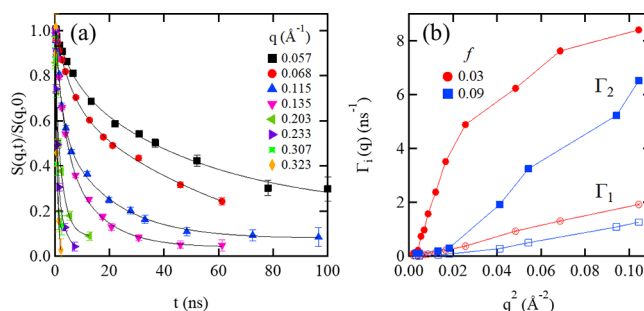 (a)
q (Å⁻¹)
0.057
0.068
0.115
0.135
0.203
0.233
0.307
0.323
S(q,t)/S(q,0)
1.0
0.8
0.6
0.4
0.2
0.0
0 20 40 60 80 100
t (ns)
(b)
f
0.03
0.09
Γ₂
Γ₁
Γᵢ(q) (ns⁻¹)
8
6
4
2
0
0.00 0.02 0.04 0.06 0.08 0.10
q² (Å⁻²)